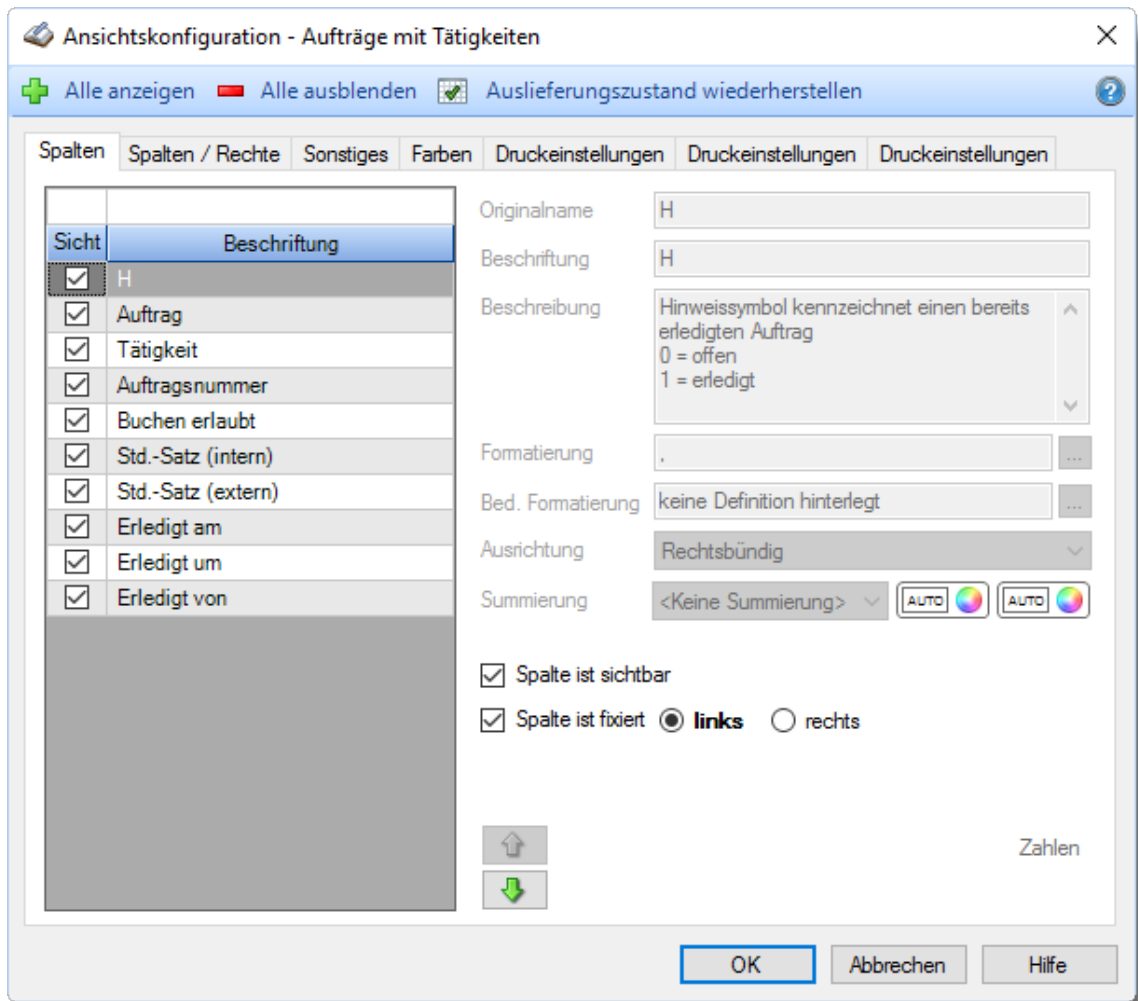 Ansichtskonfiguration - Aufträge mit Tätigkeiten
Alle anzeigen Alle ausblenden Auslieferungszustand wiederherstellen
Spalten Spalten / Rechte Sonstiges Farben Druckeinstellungen Druckeinstellungen Druckeinstellungen
Sicht Beschriftung
H
Auftrag
Tätigkeit
Auftragsnummer
Buchen erlaubt
Std.-Satz (intern)
Std.-Satz (extern)
Erledigt am
Erledigt um
Erledigt von
Originalname H
Beschriftung H
Beschreibung Hinweissymbol kennzeichnet einen bereits
erledigten Auftrag
0 = offen
1 = erledigt
Formatierung , ...
Bed. Formatierung keine Definition hinterlegt ...
Ausrichtung Rechtsbündig
Summierung <Keine Summierung> AUTO AUTO
Spalte ist sichtbar
Spalte ist fixiert links rechts
Zahlen
OK Abbrechen Hilfe